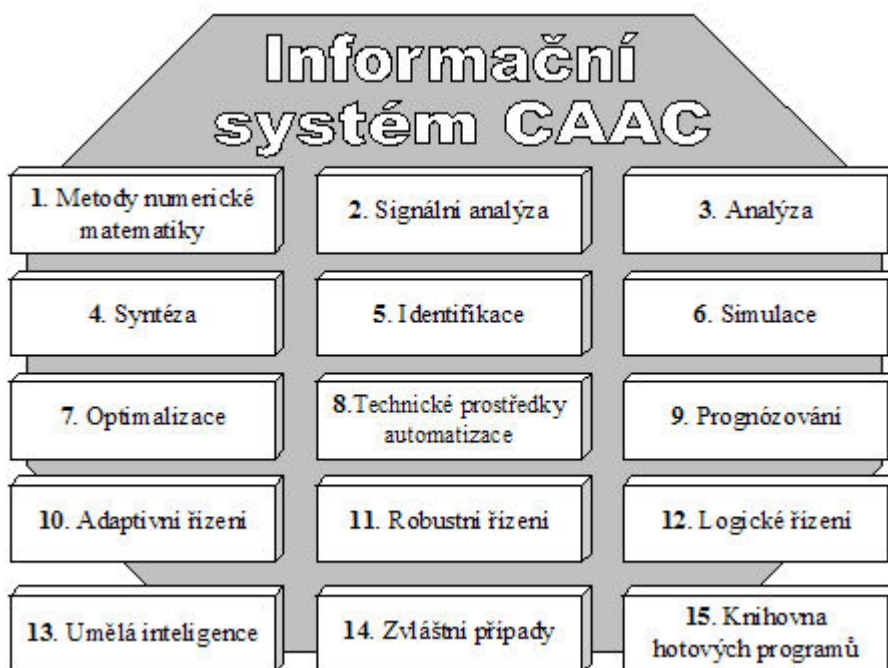 Informační
systém CAAC
1. Metody numerické
matematiky
2. Signální analýza
3. Analýza
4. Syntéza
5. Identifikace
6. Simulace
7. Optimalizace
8.Technické prostředky
automatizace
9. Prognózování
10. Adaptivní řízení
11. Robustní řízení
12. Logické řízení
13. Umělá inteligence
14. Zvláštní případy
15. Knihovna
hotových programů